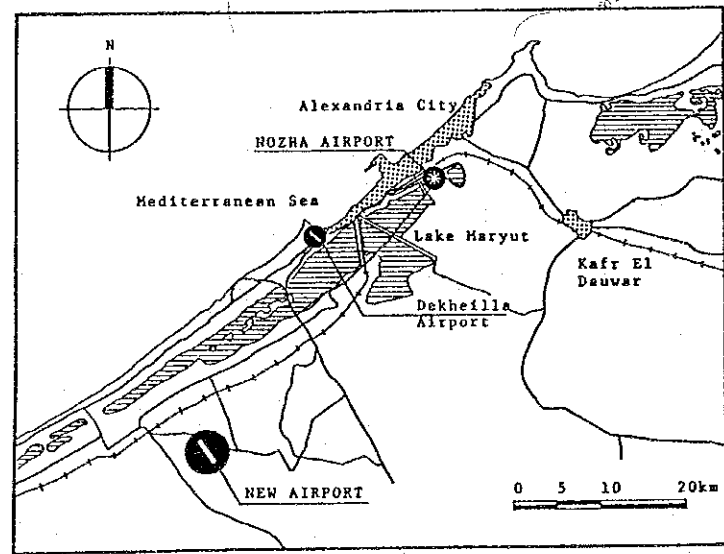 N
Alexandria City
NOZHA AIRPORT
Mediterranean Sea
Lake Maryut
Kafr El
Dauwar
Dekheilla
Airport
NEW AIRPORT
0 5 10 20km